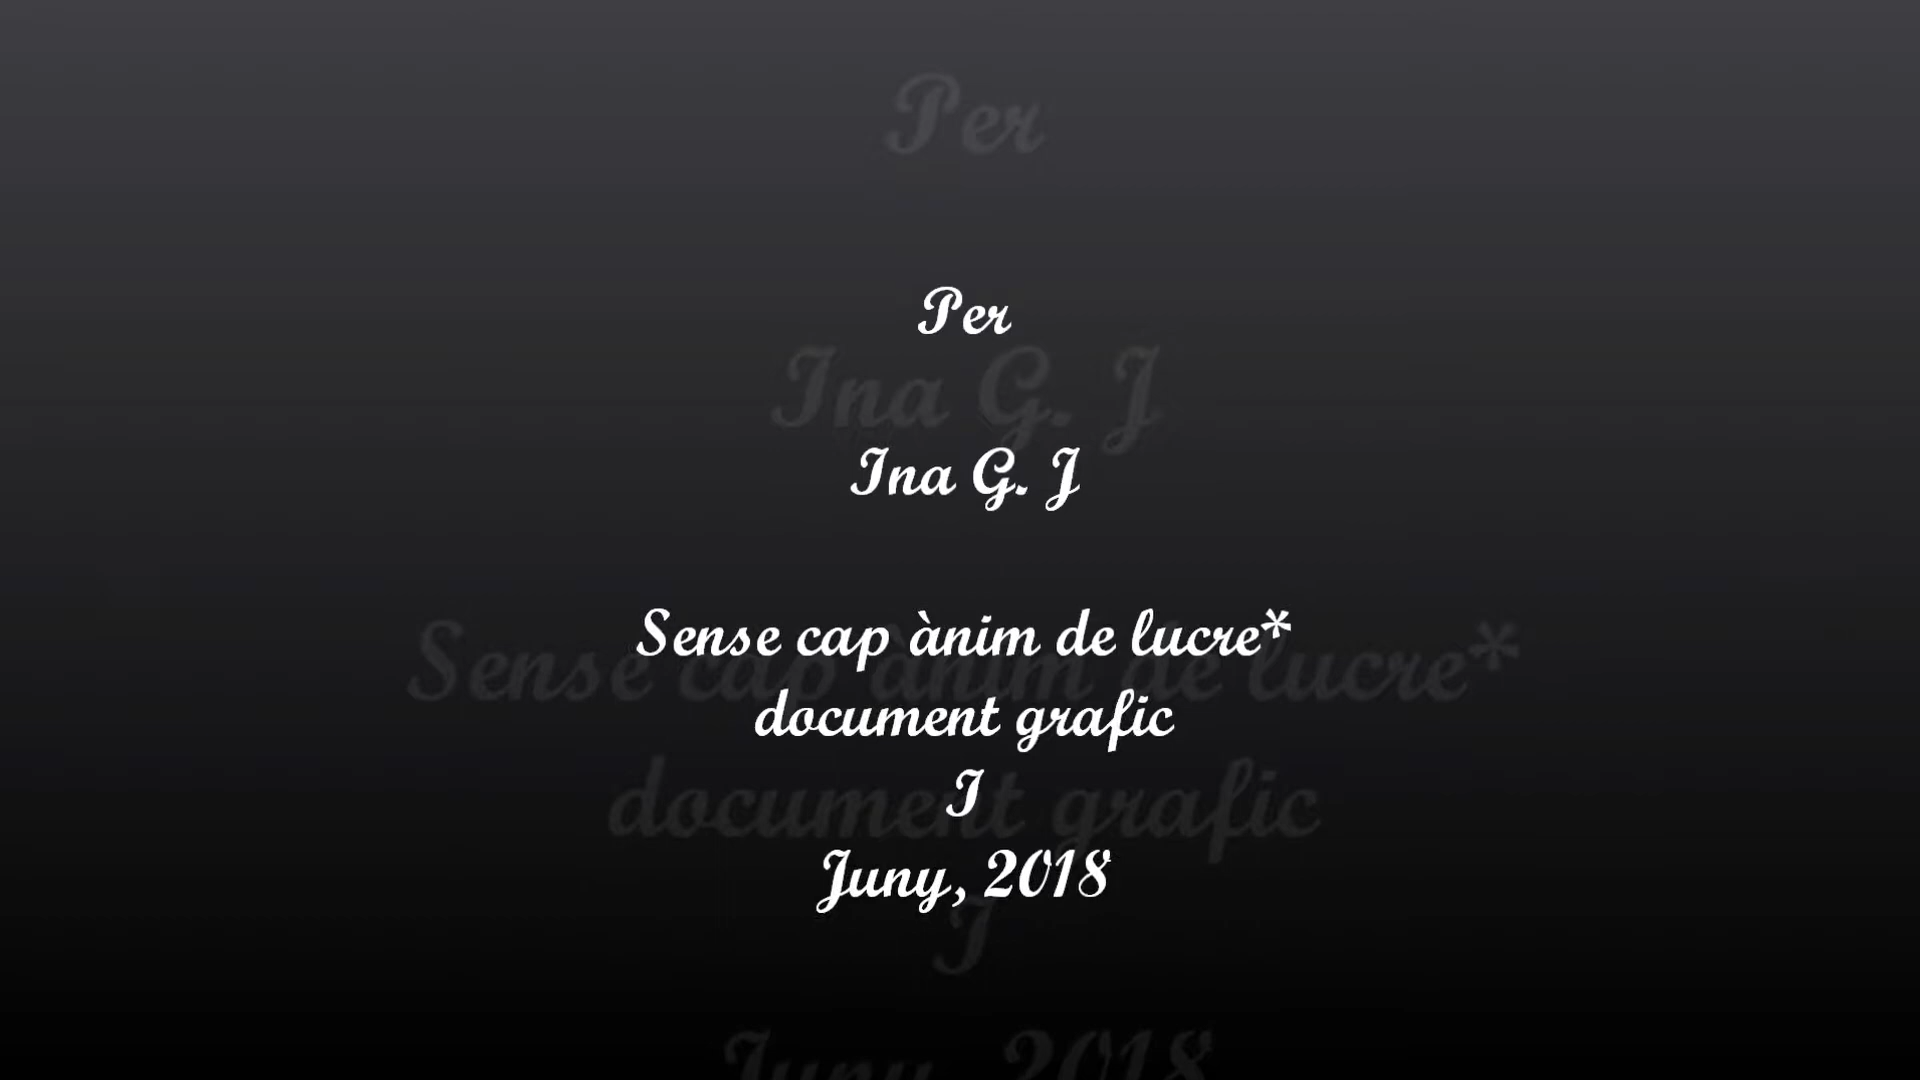 Per
Ina G. J
Sense cap ànim de lucre*
document grafic
I
Juny, 2018